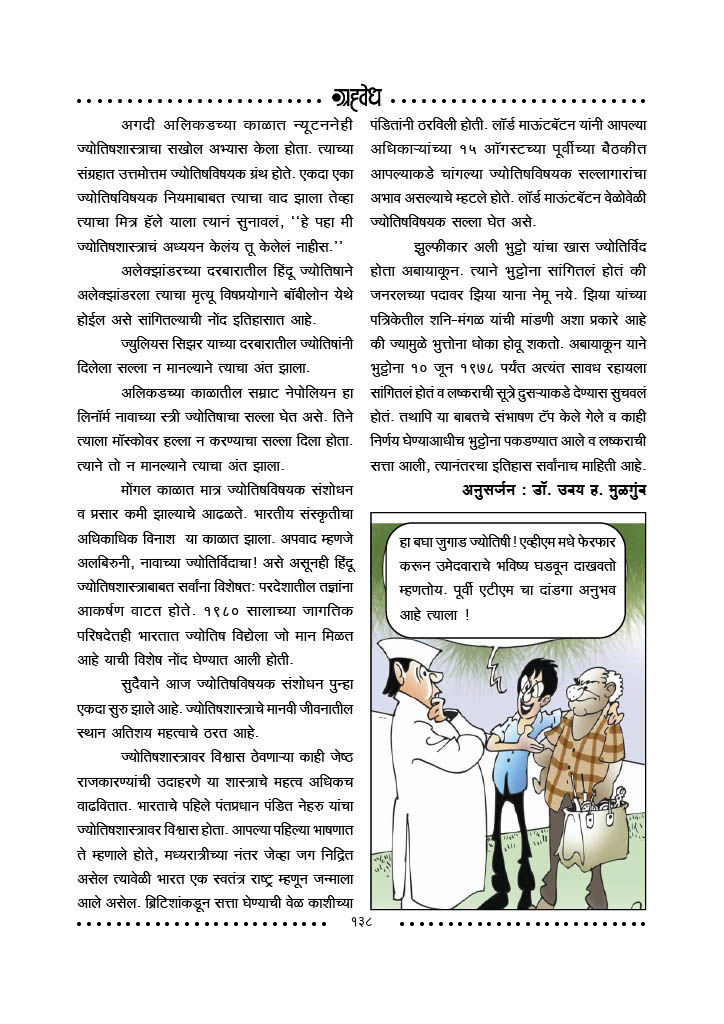 ग्रहवेध
अगदी अलिकडच्या काळात न्यूटननेही
ज्योतिषशास्त्राचा सखोल अभ्यास केला होता. त्याच्या
संग्रहात उत्तमोत्तम ज्योतिषविषयक ग्रंथ होते. एकदा एका
ज्योतिषविषयक नियमाबाबत त्याचा वाद झाला तेव्हा
त्याचा मित्र हॅले याला त्यानं सुनावलं, ‘‘हे पहा मी
ज्योतिषशास्त्राचं अध्ययन केलंय तू केलेलं नाहीस.’’
अलेक्झांडरच्या दरबारातील हिंदू ज्योतिषाने
अलेक्झांडरला त्याचा मृत्यू विषप्रयोगाने बॉबीलोन येथे
होईल असे सांगितल्याची नोंद इतिहासात आहे.
ज्युलियस सिझर याच्या दरबारातील ज्योतिषांनी
दिलेला सल्ला न मानल्याने त्याचा अंत झाला.
अलिकडच्या काळातील सम्राट नेपोलियन हा
लिनॉर्म नावाच्या स्त्री ज्योतिषाचा सल्ला घेत असे. तिने
त्याला मॉस्कोवर हल्ला न करण्याचा सल्ला दिला होता.
त्याने तो न मानल्याने त्याचा अंत झाला.
मोंगल काळात मात्र ज्योतिषविषयक संशोधन
व प्रसार कमी झाल्याचे आढळते. भारतीय संस्कृतीचा
अधिकाधिक विनाश या काळात झाला. अपवाद म्हणजे
अलबिरुनी, नावाच्या ज्योतिर्विदाचा! असे असूनही हिंदू
ज्योतिषशास्त्राबाबत सर्वांना विशेषतः परदेशातील तज्ञांना
आकर्षण वाटत होते. १९८० सालाच्या जागतिक
परिषदेतही भारतात ज्योतिष विद्येला जो मान मिळत
आहे याची विशेष नोंद घेण्यात आली होती.
सुदैवाने आज ज्योतिषविषयक संशोधन पुन्हा
एकदा सुरु झाले आहे. ज्योतिषशास्त्राचे मानवी जीवनातील
स्थान अतिशय महत्वाचे ठरत आहे.
ज्योतिषशास्त्रावर विश्वास ठेवणाऱ्या काही जेष्ठ
राजकारण्यांची उदाहरणे या शास्त्राचे महत्व अधिकच
वाढवितात. भारताचे पहिले पंतप्रधान पंडित नेहरु यांचा
ज्योतिषशास्त्रावर विश्वास होता. आपल्या पहिल्या भाषणात
ते म्हणाले होते, मध्यरात्रीच्या नंतर जेव्हा जग निद्रित
असेल त्यावेळी भारत एक स्वतंत्र राष्ट्र म्हणून जन्माला
आले असेल. ब्रिटिशांकडून सत्ता घेण्याची वेळ काशीच्या
पंडितांनी ठरविली होती. लॉर्ड माऊंटबॅटन यांनी आपल्या
अधिकाऱ्यांच्या १५ ऑगस्टच्या पूर्वीच्या बैठकीत
आपल्याकडे चांगल्या ज्योतिषविषयक सल्लागारांचा
अभाव असल्याचे म्हटले होते. लॉर्ड माऊंटबॅटन वेळोवेळी
ज्योतिषविषयक सल्ला घेत असे.
झुल्फीकार अली भुट्टो यांचा खास ज्योतिर्विद
होता अबायाकून. त्याने भुट्टोना सांगितलं होतं की
जनरलच्या पदावर झिया याना नेमू नये. झिया यांच्या
पत्रिकेतील शनि-मंगळ यांची मांडणी अशा प्रकारे आहे
की ज्यामुळे भुत्तोना धोका होवू शकतो. अबायाकून याने
भुट्टोना १० जून १९७८ पर्यंत अत्यंत सावध रहायला
सांगितलं होतं व लष्कराची सूत्रे दुसऱ्याकडे देण्यास सुचवलं
होतं. तथापि या बाबतचे संभाषण टॅप केले गेले व काही
निर्णय घेण्याआधीच भुट्टोना पकडण्यात आले व लष्कराची
सत्ता आली, त्यानंतरचा इतिहास सर्वांनाच माहिती आहे.
अनुसर्जन : डॉ. उदय ह. मुळगुंद
हा बघा जुगाड ज्योतिषी! एव्हीएम मधे फेरफार
करून उमेदवाराचे भविष्य घडवून दाखवतो
म्हणतोय. पूर्वी एटीएम चा दांडगा अनुभव
आहे त्याला !
१३८